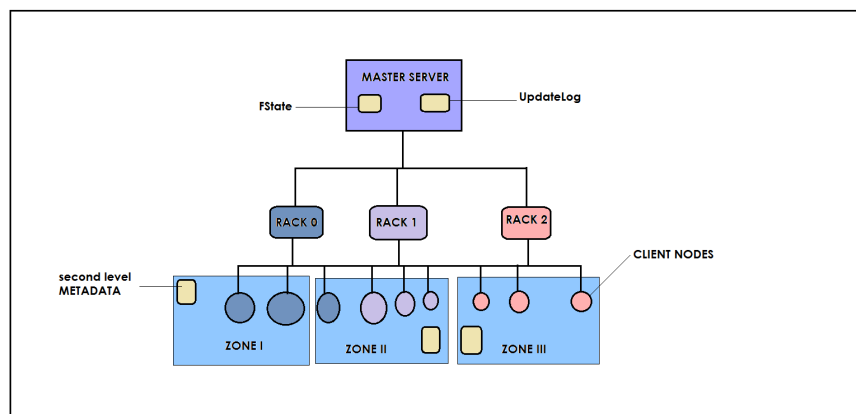 MASTER SERVER
FState
UpdateLog
RACK 0
RACK 1
RACK 2
second level
METADATA
CLIENT NODES
ZONE I
ZONE II
ZONE III